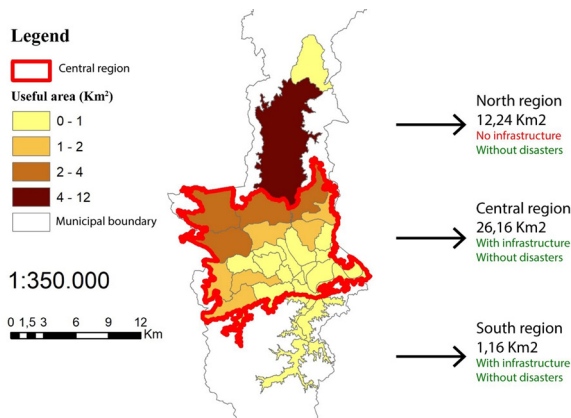 Legend
Central region
Useful area (Km²)
0 - 1
1 - 2
2 - 4
4 - 12
Municipal boundary
1:350.000
0 1,5 3 6 9 12
Km
North region
12,24 Km2
No infrastructure
Without disasters
Central region
26,16 Km2
With infrastructure
Without disasters
South region
1,16 Km2
With infrastructure
Without disasters